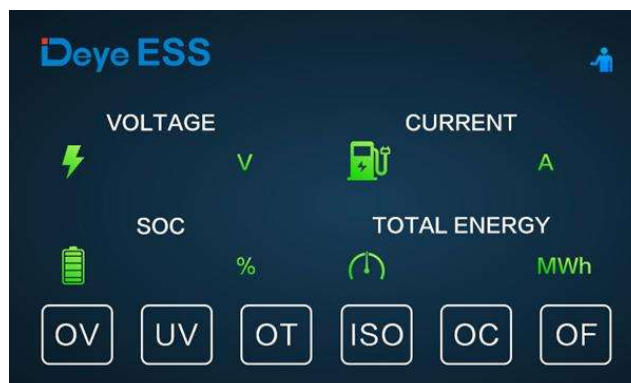 Deye ESS
VOLTAGE CURRENT
V A
SOC TOTAL ENERGY
% MWh
OV UV OT ISO OC OF